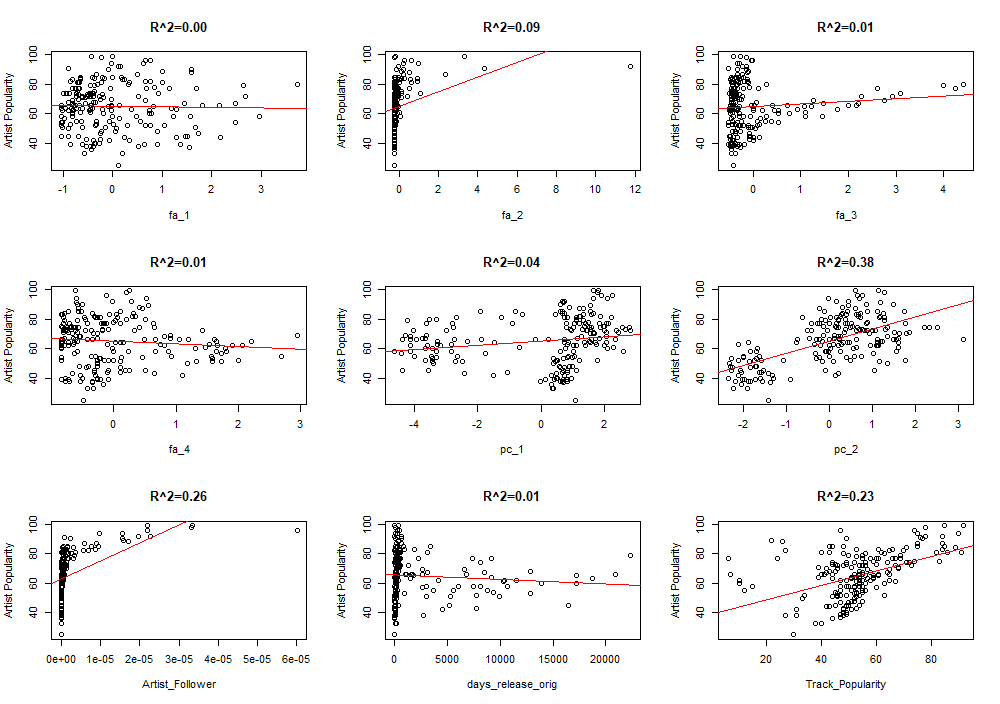 R^2=0.00
Artist Popularity
40 60 80 100
-1 0 1 2 3
fa_1
R^2=0.09
Artist Popularity
40 60 80 100
0 2 4 6 8 10 12
fa_2
R^2=0.01
Artist Popularity
40 60 80 100
0 1 2 3 4
fa_3
R^2=0.01
Artist Popularity
40 60 80 100
0 1 2 3
fa_4
R^2=0.04
Artist Popularity
40 60 80 100
-4 -2 0 2
pc_1
R^2=0.38
Artist Popularity
40 60 80 100
-2 -1 0 1 2 3
pc_2
R^2=0.26
Artist Popularity
40 60 80 100
0e+00 1e-05 2e-05 3e-05 4e-05 5e-05 6e-05
Artist_Follower
R^2=0.01
Artist Popularity
40 60 80 100
0 5000 10000 15000 20000
days_release_orig
R^2=0.23
Artist Popularity
40 60 80 100
20 40 60 80
Track_Popularity